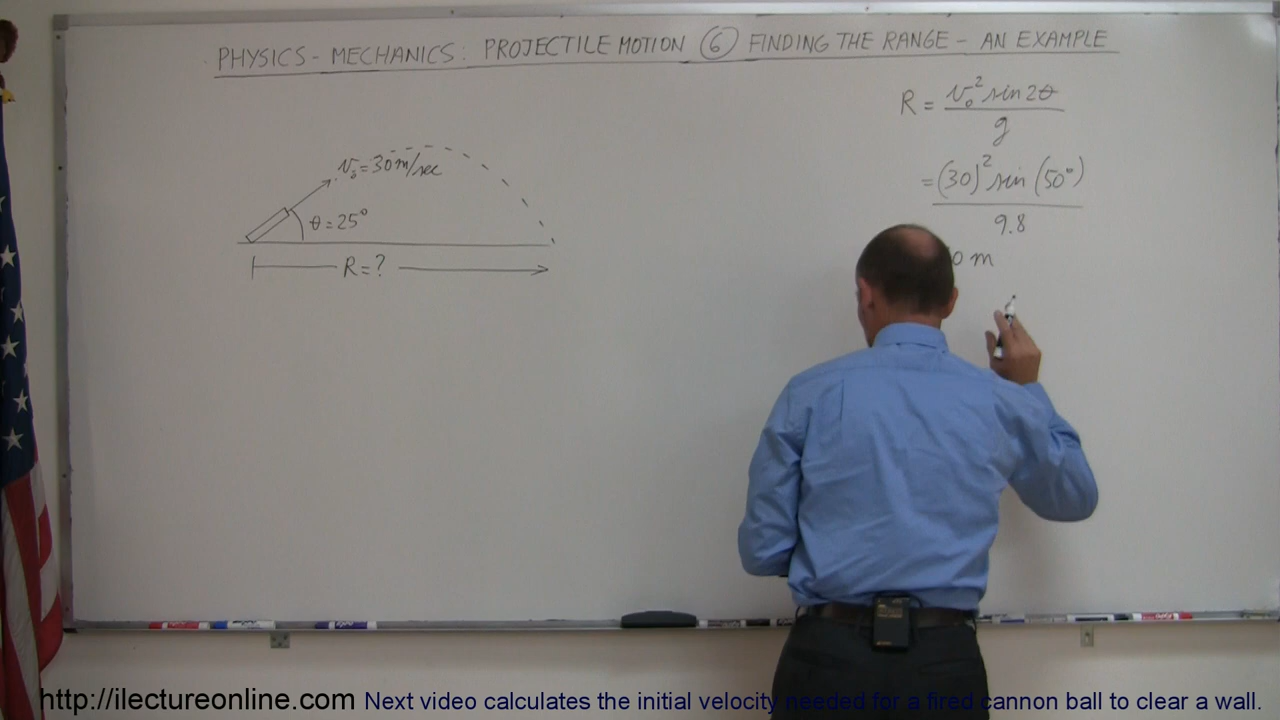 PHYSICS - MECHANICS: PROJECTILE MOTION ⑥ FINDING THE RANGE - AN EXAMPLE
R = v₀² sin 2θ / g
= (30)² sin (50°) / 9.8
0 m
v₀ = 30 m/sec
θ = 25°
R = ?
http://ilectureonline.com Next video calculates the initial velocity needed for a fired cannon ball to clear a wall.